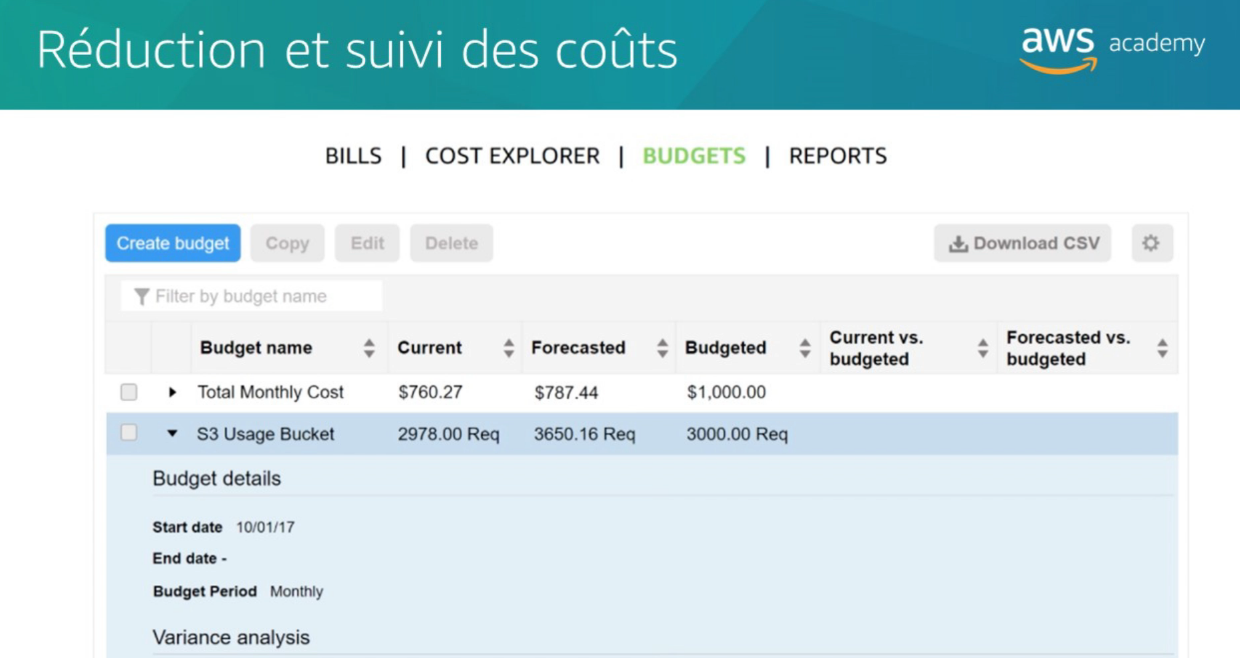 Réduction et suivi des coûts
aws academy
BILLS | COST EXPLORER | BUDGETS | REPORTS
Create budget Copy Edit Delete Download CSV
Filter by budget name
Budget name Current Forecasted Budgeted Current vs. budgeted Forecasted vs. budgeted
Total Monthly Cost $760.27 $787.44 $1,000.00
S3 Usage Bucket 2978.00 Req 3650.16 Req 3000.00 Req
Budget details
Start date 10/01/17
End date -
Budget Period Monthly
Variance analysis